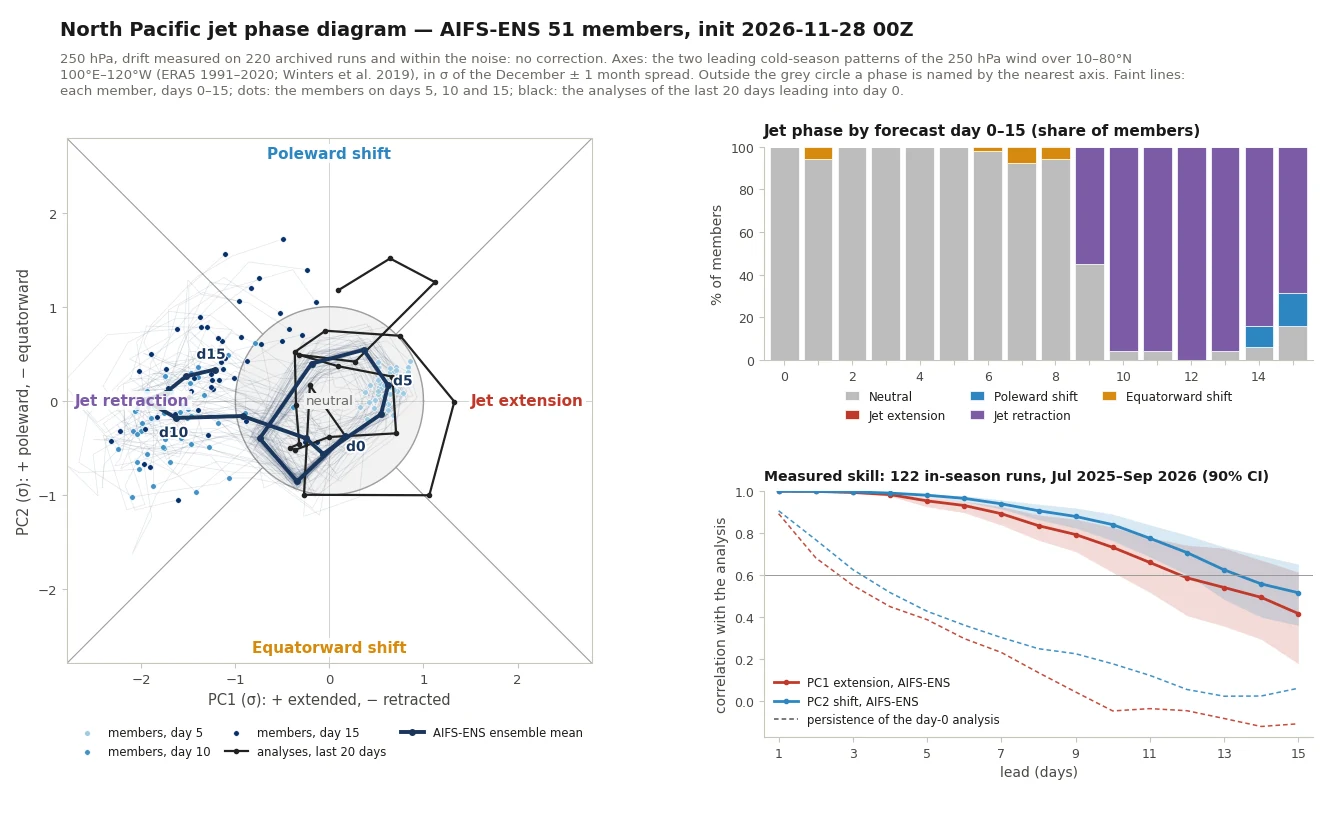 North Pacific jet phase diagram — AIFS-ENS 51 members, init 2026-11-28 00Z
250 hPa, drift measured on 220 archived runs and within the noise: no correction. Axes: the two leading cold-season patterns of the 250 hPa wind over 10–80°N
100°E–120°W (ERA5 1991–2020; Winters et al. 2019), in σ of the December ± 1 month spread. Outside the grey circle a phase is named by the nearest axis. Faint lines:
each member, days 0–15; dots: the members on days 5, 10 and 15; black: the analyses of the last 20 days leading into day 0.
Poleward shift
Jet retraction
Jet extension
Equatorward shift
neutral
d15
d5
d10
d0
2
1
0
−1
−2
−2
−1
0
1
2
PC2 (σ): + poleward, − equatorward
PC1 (σ): + extended, − retracted
members, day 5
members, day 10
members, day 15
analyses, last 20 days
AIFS-ENS ensemble mean
Jet phase by forecast day 0–15 (share of members)
% of members
100
80
60
40
20
0
0
2
4
6
8
10
12
14
Neutral
Jet extension
Poleward shift
Jet retraction
Equatorward shift
Measured skill: 122 in-season runs, Jul 2025–Sep 2026 (90% CI)
correlation with the analysis
1.0
0.8
0.6
0.4
0.2
0.0
PC1 extension, AIFS-ENS
PC2 shift, AIFS-ENS
persistence of the day-0 analysis
1
3
5
7
9
11
13
15
lead (days)